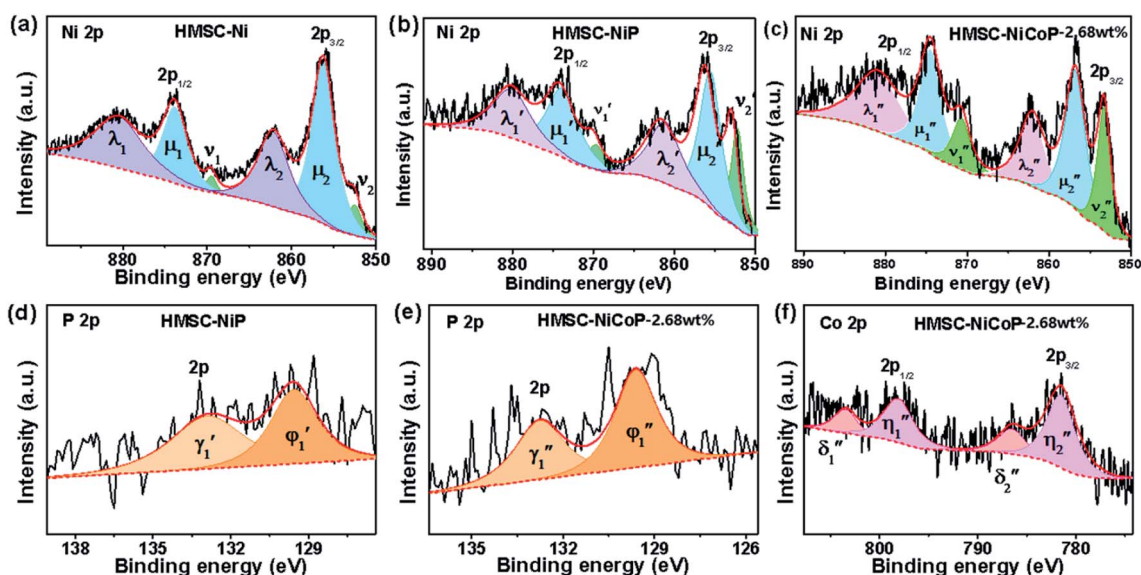 (a)
Ni 2p
HMSC-Ni
2p3/2
2p1/2
λ1
μ1
ν1
λ2
μ2
ν2
Intensity (a.u.)
880
870
860
850
Binding energy (eV)
(b)
Ni 2p
HMSC-NiP
2p3/2
2p1/2
λ1'
μ1'
ν1'
λ2'
μ2
ν2'
Intensity (a.u.)
890
880
870
860
850
Binding energy (eV)
(c)
Ni 2p
2p1/2
HMSC-NiCoP-2.68wt%
2p3/2
λ1"
μ1"
ν1"
λ2"
μ2"
ν2"
Intensity (a.u.)
890
880
870
860
850
Binding energy (eV)
(d)
P 2p
HMSC-NiP
2p
γ1'
φ1'
Intensity (a.u.)
138
135
132
129
Binding energy (eV)
(e)
P 2p
HMSC-NiCoP-2.68wt%
2p
γ1"
φ1"
Intensity (a.u.)
135
132
129
126
Binding energy (eV)
(f)
Co 2p
HMSC-NiCoP-2.68wt%
2p1/2
2p3/2
δ1"
η1"
δ2"
η2"
Intensity (a.u.)
800
790
780
Binding energy (eV)